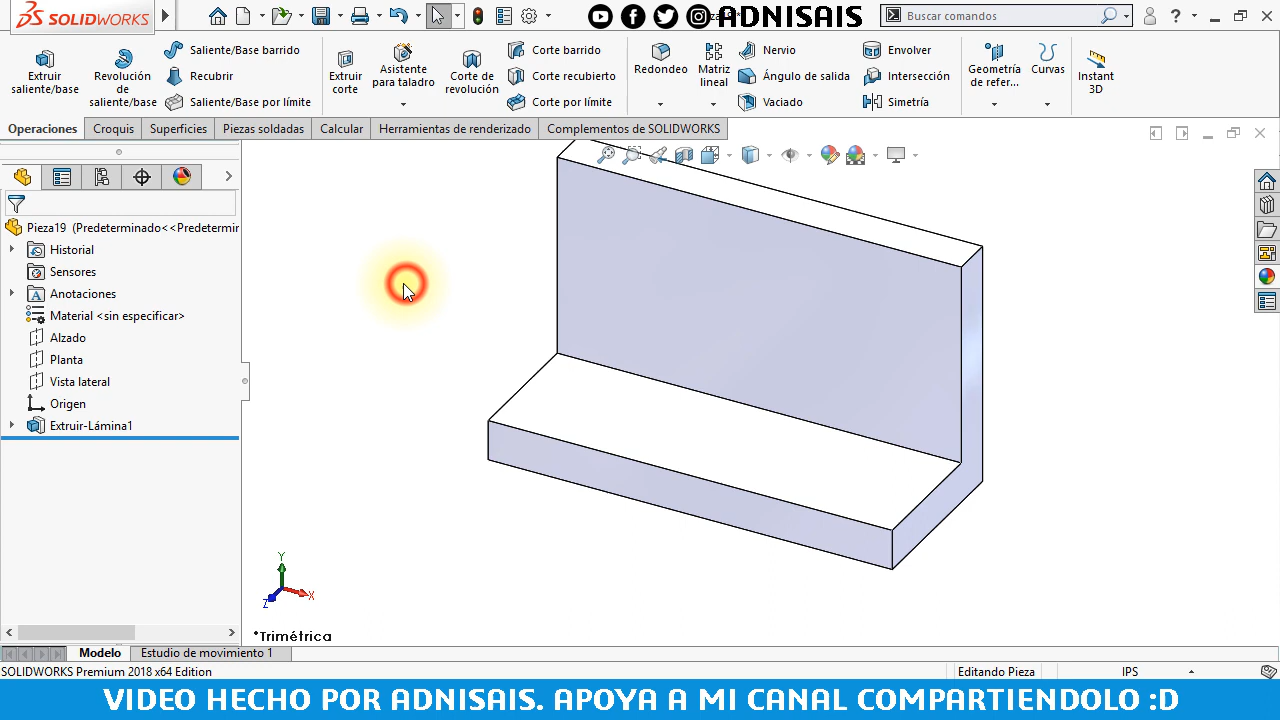 SOLIDWORKS
za19 *
ADNISAIS
Buscar comandos
Extruir saliente/base
Revolución de saliente/base
Saliente/Base barrido
Recubrir
Saliente/Base por límite
Extruir corte
Asistente para taladro
Corte de revolución
Corte barrido
Corte recubierto
Corte por límite
Redondeo
Matriz lineal
Nervio
Ángulo de salida
Vaciado
Envolver
Intersección
Simetría
Geometría de refer...
Curvas
Instant 3D
Operaciones
Croquis
Superficies
Piezas soldadas
Calcular
Herramientas de renderizado
Complementos de SOLIDWORKS
Pieza19 (Predeterminado<<Predetermir
Historial
Sensores
Anotaciones
Material <sin especificar>
Alzado
Planta
Vista lateral
Origen
Extruir-Lámina1
Y
X
Z
*Trimétrica
Modelo
Estudio de movimiento 1
SOLIDWORKS Premium 2018 x64 Edition
Editando Pieza
IPS
VIDEO HECHO POR ADNISAIS. APOYA A MI CANAL COMPARTIENDOLO :D